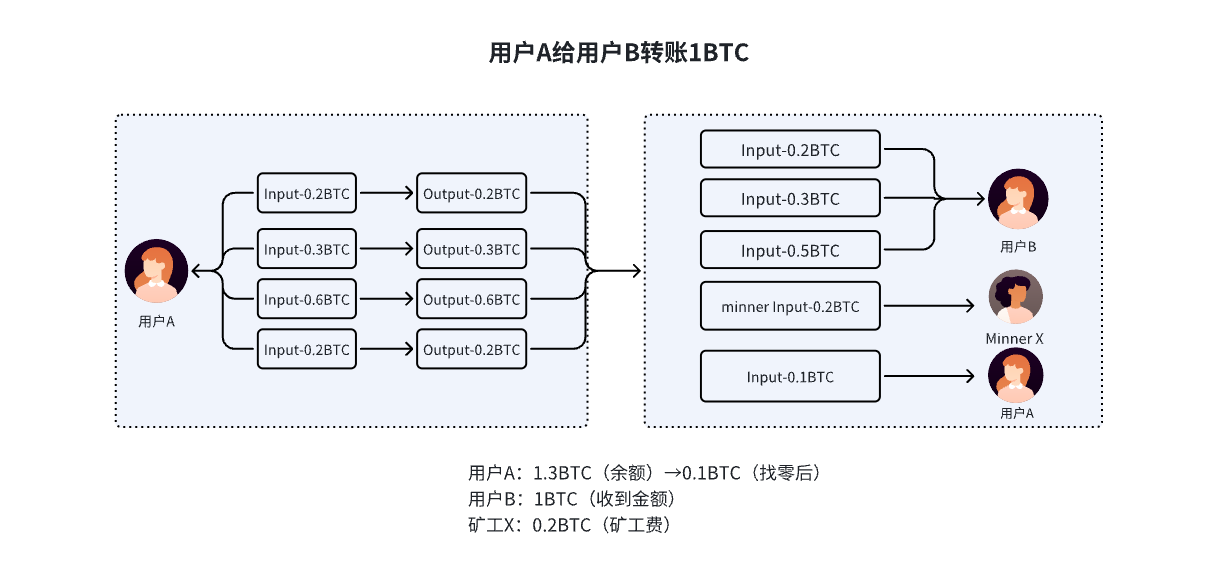 用户A给用户B转账1BTC
Input-0.2BTC
Output-0.2BTC
Input-0.3BTC
Output-0.3BTC
Input-0.6BTC
Output-0.6BTC
Input-0.2BTC
Output-0.2BTC
用户A
Input-0.2BTC
Input-0.3BTC
Input-0.5BTC
用户B
minner Input-0.2BTC
Minner X
Input-0.1BTC
用户A
用户A：1.3BTC（余额）→0.1BTC（找零后）
用户B：1BTC（收到金额）
矿工X：0.2BTC（矿工费）